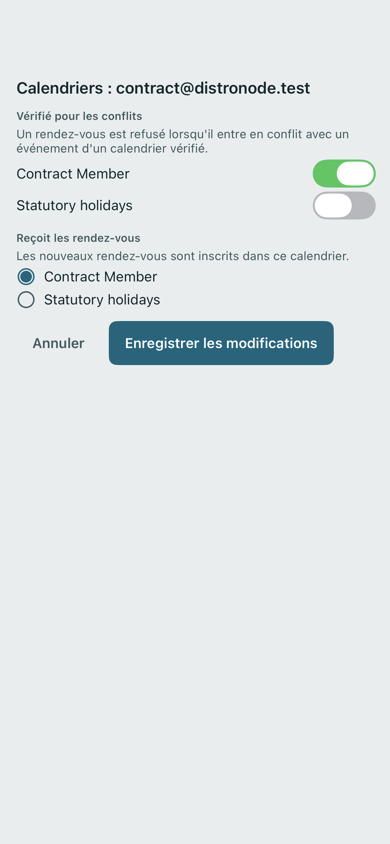 Calendriers : contract@distronode.test
Vérifié pour les conflits
Un rendez-vous est refusé lorsqu'il entre en conflit avec un
événement d'un calendrier vérifié.
Contract Member
Statutory holidays
Reçoit les rendez-vous
Les nouveaux rendez-vous sont inscrits dans ce calendrier.
Contract Member
Statutory holidays
Annuler
Enregistrer les modifications